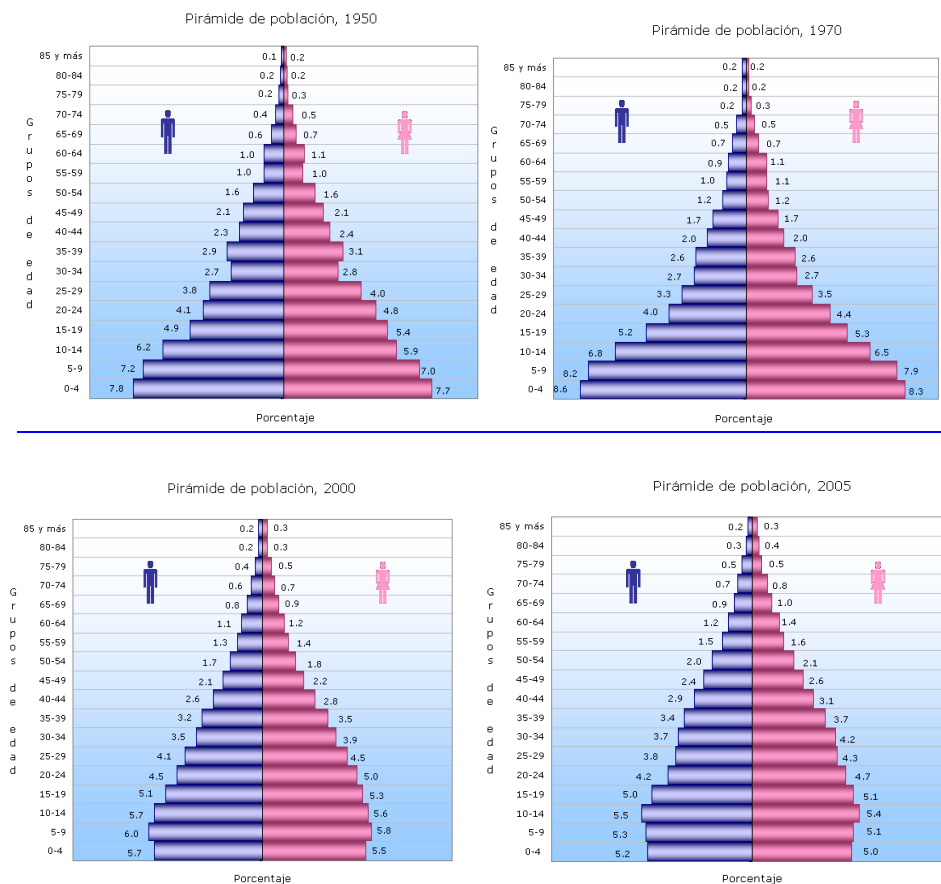 Pirámide de población, 1950
85 y más 0.1 0.2
80-84 0.2 0.2
75-79 0.2 0.3
70-74 0.4 0.5
65-69 0.6 0.7
60-64 1.0 1.1
55-59 1.0 1.0
50-54 1.6 1.6
45-49 2.1 2.1
40-44 2.3 2.4
35-39 2.9 3.1
30-34 2.7 2.8
25-29 3.8 4.0
20-24 4.1 4.8
15-19 4.9 5.4
10-14 6.2 5.9
5-9 7.2 7.0
0-4 7.8 7.7
Grupos de edad
Porcentaje
Pirámide de población, 1970
85 y más 0.2 0.2
80-84 0.2 0.2
75-79 0.2 0.3
70-74 0.5 0.5
65-69 0.7 0.7
60-64 0.9 1.1
55-59 1.0 1.1
50-54 1.2 1.2
45-49 1.7 1.7
40-44 2.0 2.0
35-39 2.6 2.6
30-34 2.7 2.7
25-29 3.3 3.5
20-24 4.0 4.4
15-19 5.2 5.3
10-14 6.8 6.5
5-9 8.2 7.9
0-4 8.6 8.3
Grupos de edad
Porcentaje
Pirámide de población, 2000
85 y más 0.2 0.3
80-84 0.2 0.3
75-79 0.4 0.5
70-74 0.6 0.7
65-69 0.8 0.9
60-64 1.1 1.2
55-59 1.3 1.4
50-54 1.7 1.8
45-49 2.1 2.2
40-44 2.6 2.8
35-39 3.2 3.5
30-34 3.5 3.9
25-29 4.1 4.5
20-24 4.5 5.0
15-19 5.1 5.3
10-14 5.7 5.6
5-9 6.0 5.8
0-4 5.7 5.5
Grupos de edad
Porcentaje
Pirámide de población, 2005
85 y más 0.2 0.3
80-84 0.3 0.4
75-79 0.5 0.5
70-74 0.7 0.8
65-69 0.9 1.0
60-64 1.2 1.4
55-59 1.5 1.6
50-54 2.0 2.1
45-49 2.4 2.6
40-44 2.9 3.1
35-39 3.4 3.7
30-34 3.7 4.2
25-29 3.8 4.3
20-24 4.2 4.7
15-19 5.0 5.1
10-14 5.5 5.4
5-9 5.3 5.1
0-4 5.2 5.0
Grupos de edad
Porcentaje